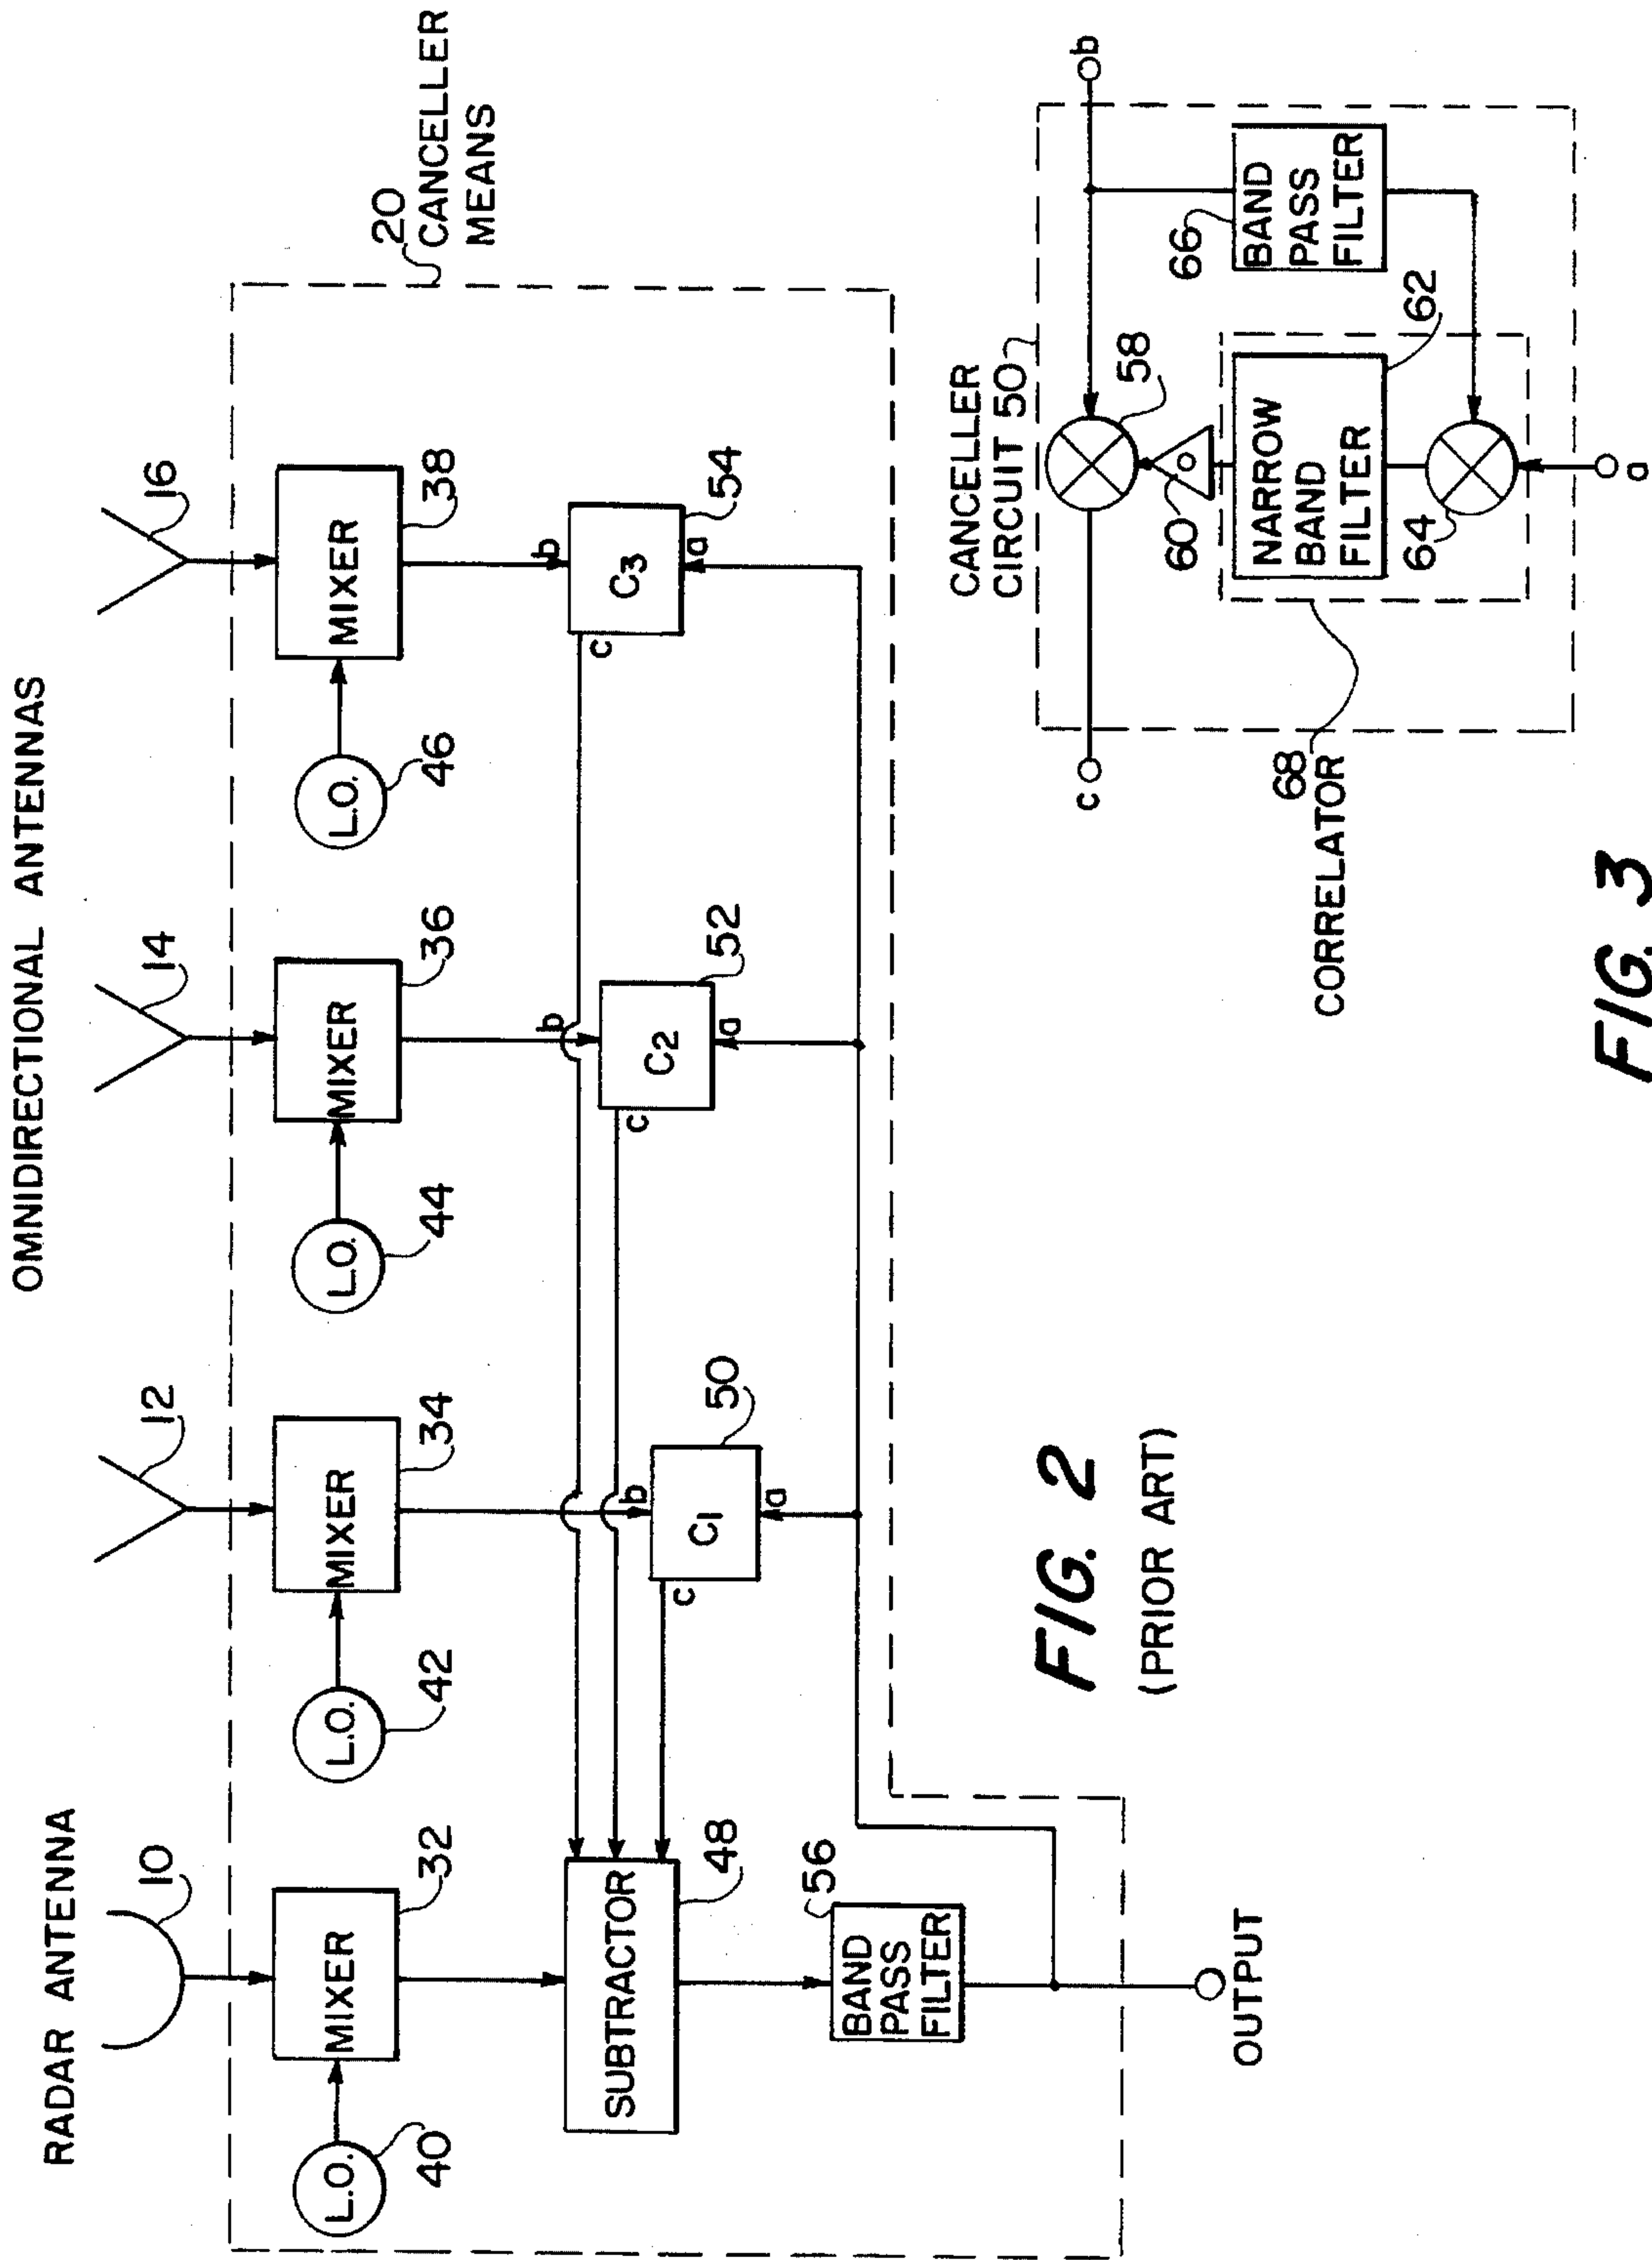 OMNIDIRECTIONAL ANTENNAS
RADAR ANTENNA
10
12
14
16
20
CANCELLER
MEANS
L.O.
40
MIXER
32
L.O.
42
MIXER
34
L.O.
44
MIXER
36
L.O.
46
MIXER
38
SUBTRACTOR
48
b
C1
a
c
50
b
C2
a
c
52
b
C3
a
c
54
BAND
PASS
FILTER
56
OUTPUT
FIG. 2
(PRIOR ART)
CANCELLER
CIRCUIT 50
c
b
58
60
NARROW
BAND
FILTER
62
64
66
BAND
PASS
FILTER
68
CORRELATOR
a
FIG. 3